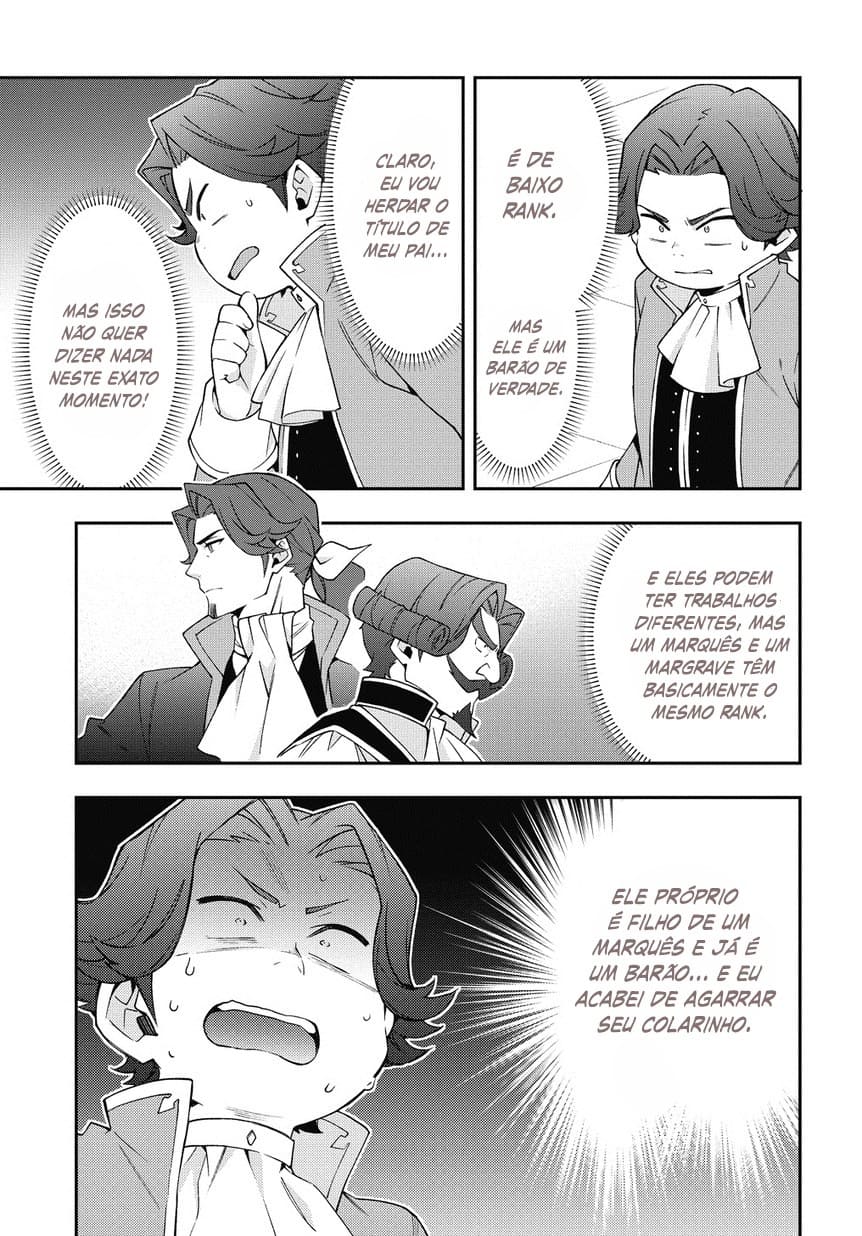 É DE
BAIXO
RANK.
MAS
ELE É UM
BARÃO DE
VERDADE.
CLARO,
EU VOU
HERDAR O
TÍTULO DE
MEU PAI...
MAS ISSO
NÃO QUER
DIZER NADA
NESTE EXATO
MOMENTO!
E ELES PODEM
TER TRABALHOS
DIFERENTES, MAS
UM MARQUÊS E UM
MARGRAVE TÊM
BASICAMENTE O
MESMO RANK.
ELE PRÓPRIO
É FILHO DE UM
MARQUÊS E JÁ É
UM BARÃO... E EU
ACABEI DE AGARRAR
SEU COLARINHO.